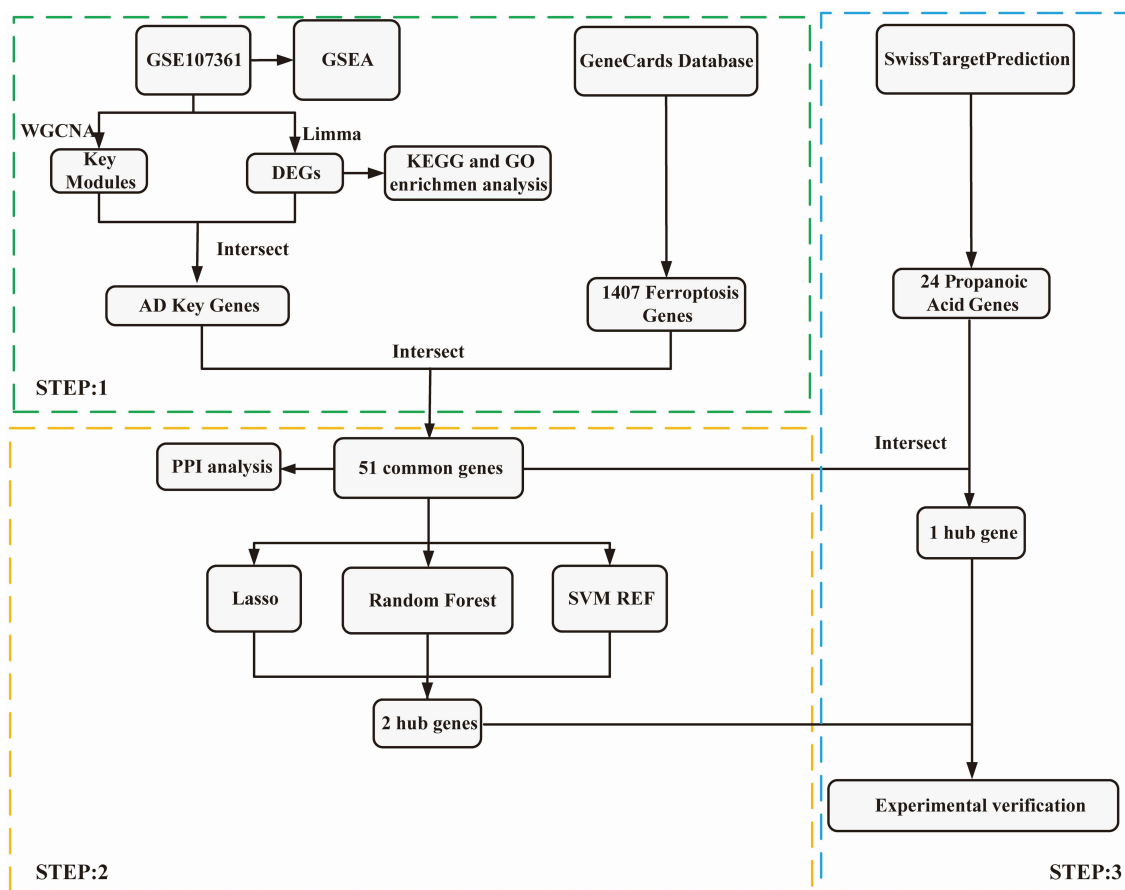 GSE107361
GSEA
GeneCards Database
SwissTargetPrediction
WGCNA
Limma
Key
Modules
DEGs
KEGG and GO
enrichmen analysis
Intersect
AD Key Genes
1407 Ferroptosis
Genes
24 Propanoic
Acid Genes
Intersect
STEP:1
PPI analysis
51 common genes
Intersect
1 hub gene
Lasso
Random Forest
SVM REF
2 hub genes
Experimental verification
STEP:2
STEP:3